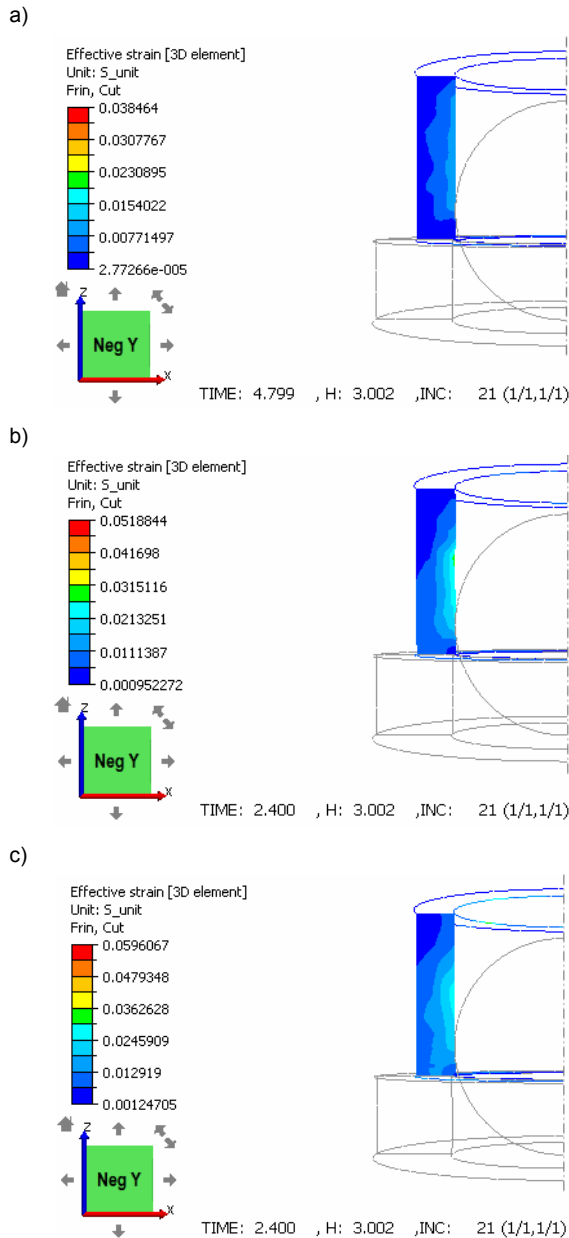 a)
Effective strain [3D element]
Unit: S_unit
Frin, Cut
0.038464
0.0307767
0.0230895
0.0154022
0.00771497
2.77266e-005
Z
Neg Y
X
TIME: 4.799 , H: 3.002 ,INC: 21 (1/1,1/1)
b)
Effective strain [3D element]
Unit: S_unit
Frin, Cut
0.0518844
0.041698
0.0315116
0.0213251
0.0111387
0.000952272
Z
Neg Y
X
TIME: 2.400 , H: 3.002 ,INC: 21 (1/1,1/1)
c)
Effective strain [3D element]
Unit: S_unit
Frin, Cut
0.0596067
0.0479348
0.0362628
0.0245909
0.012919
0.00124705
Z
Neg Y
X
TIME: 2.400 , H: 3.002 ,INC: 21 (1/1,1/1)